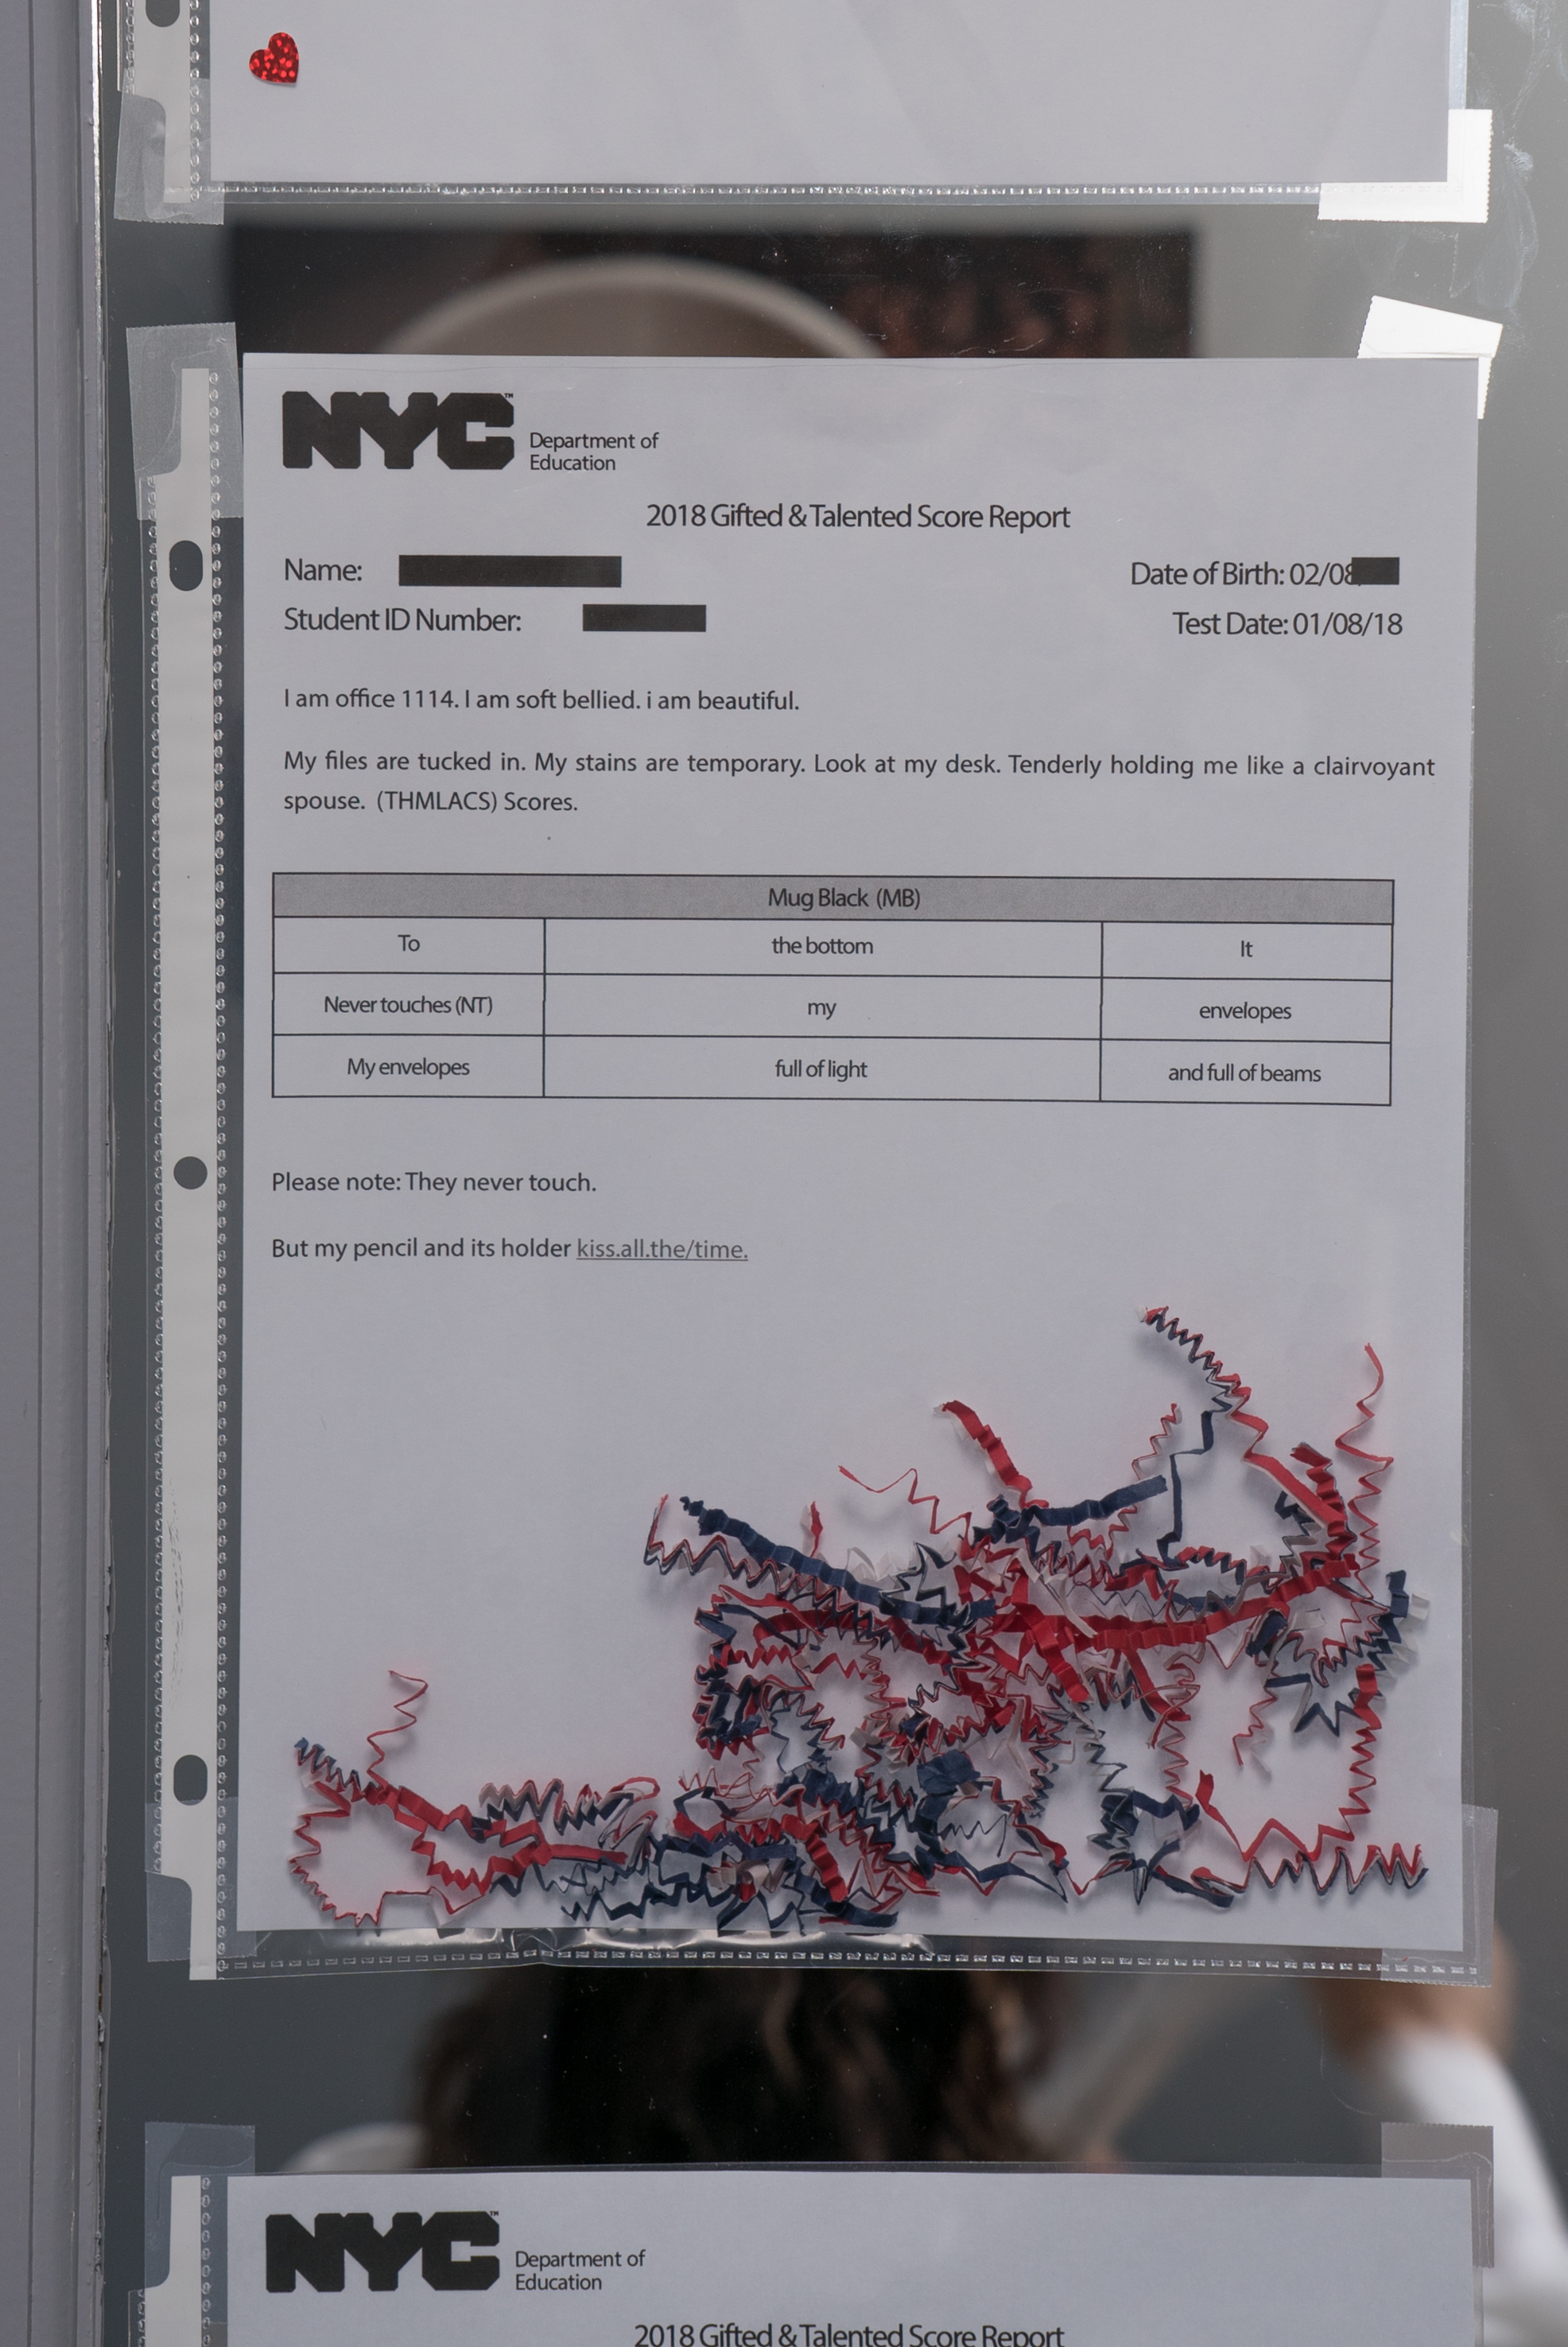 NYC™ Department of
Education
2018 Gifted & Talented Score Report
Name:
Date of Birth: 02/08
Student ID Number:
Test Date: 01/08/18
I am office 1114. I am soft bellied. i am beautiful.
My files are tucked in. My stains are temporary. Look at my desk. Tenderly holding me like a clairvoyant
spouse. (THMLACS) Scores.
Mug Black (MB)
To the bottom It
Never touches (NT) my envelopes
My envelopes full of light and full of beams
Please note: They never touch.
But my pencil and its holder kiss.all.the/time.
NYC™ Department of
Education
2018 Gifted & Talented Score Report